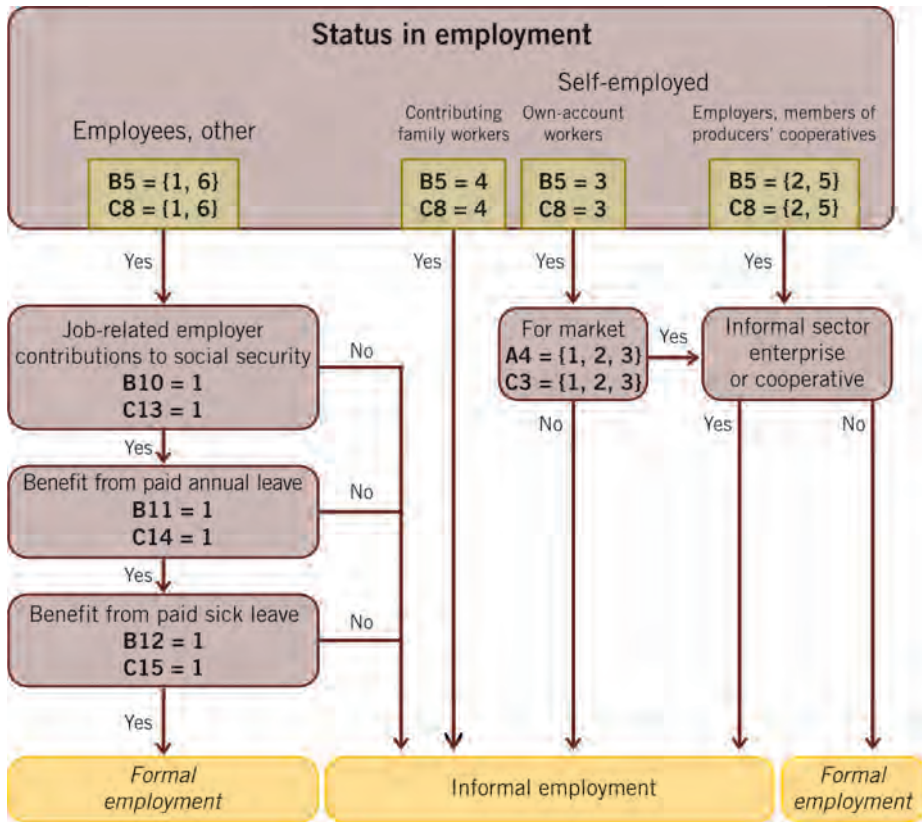 Status in employment
Self-employed
Employees, other
Contributing
family workers
Own-account
workers
Employers, members of
producers' cooperatives
B5 = {1, 6}
C8 = {1, 6}
B5 = 4
C8 = 4
B5 = 3
C8 = 3
B5 = {2, 5}
C8 = {2, 5}
Yes
Yes
Yes
Yes
Job-related employer
contributions to social security
B10 = 1
C13 = 1
No
For market
A4 = {1, 2, 3}
C3 = {1, 2, 3}
Yes
Informal sector
enterprise
or cooperative
Yes
No
Yes
No
Benefit from paid annual leave
B11 = 1
C14 = 1
No
Yes
Benefit from paid sick leave
B12 = 1
C15 = 1
No
Yes
Formal
employment
Informal employment
Formal
employment